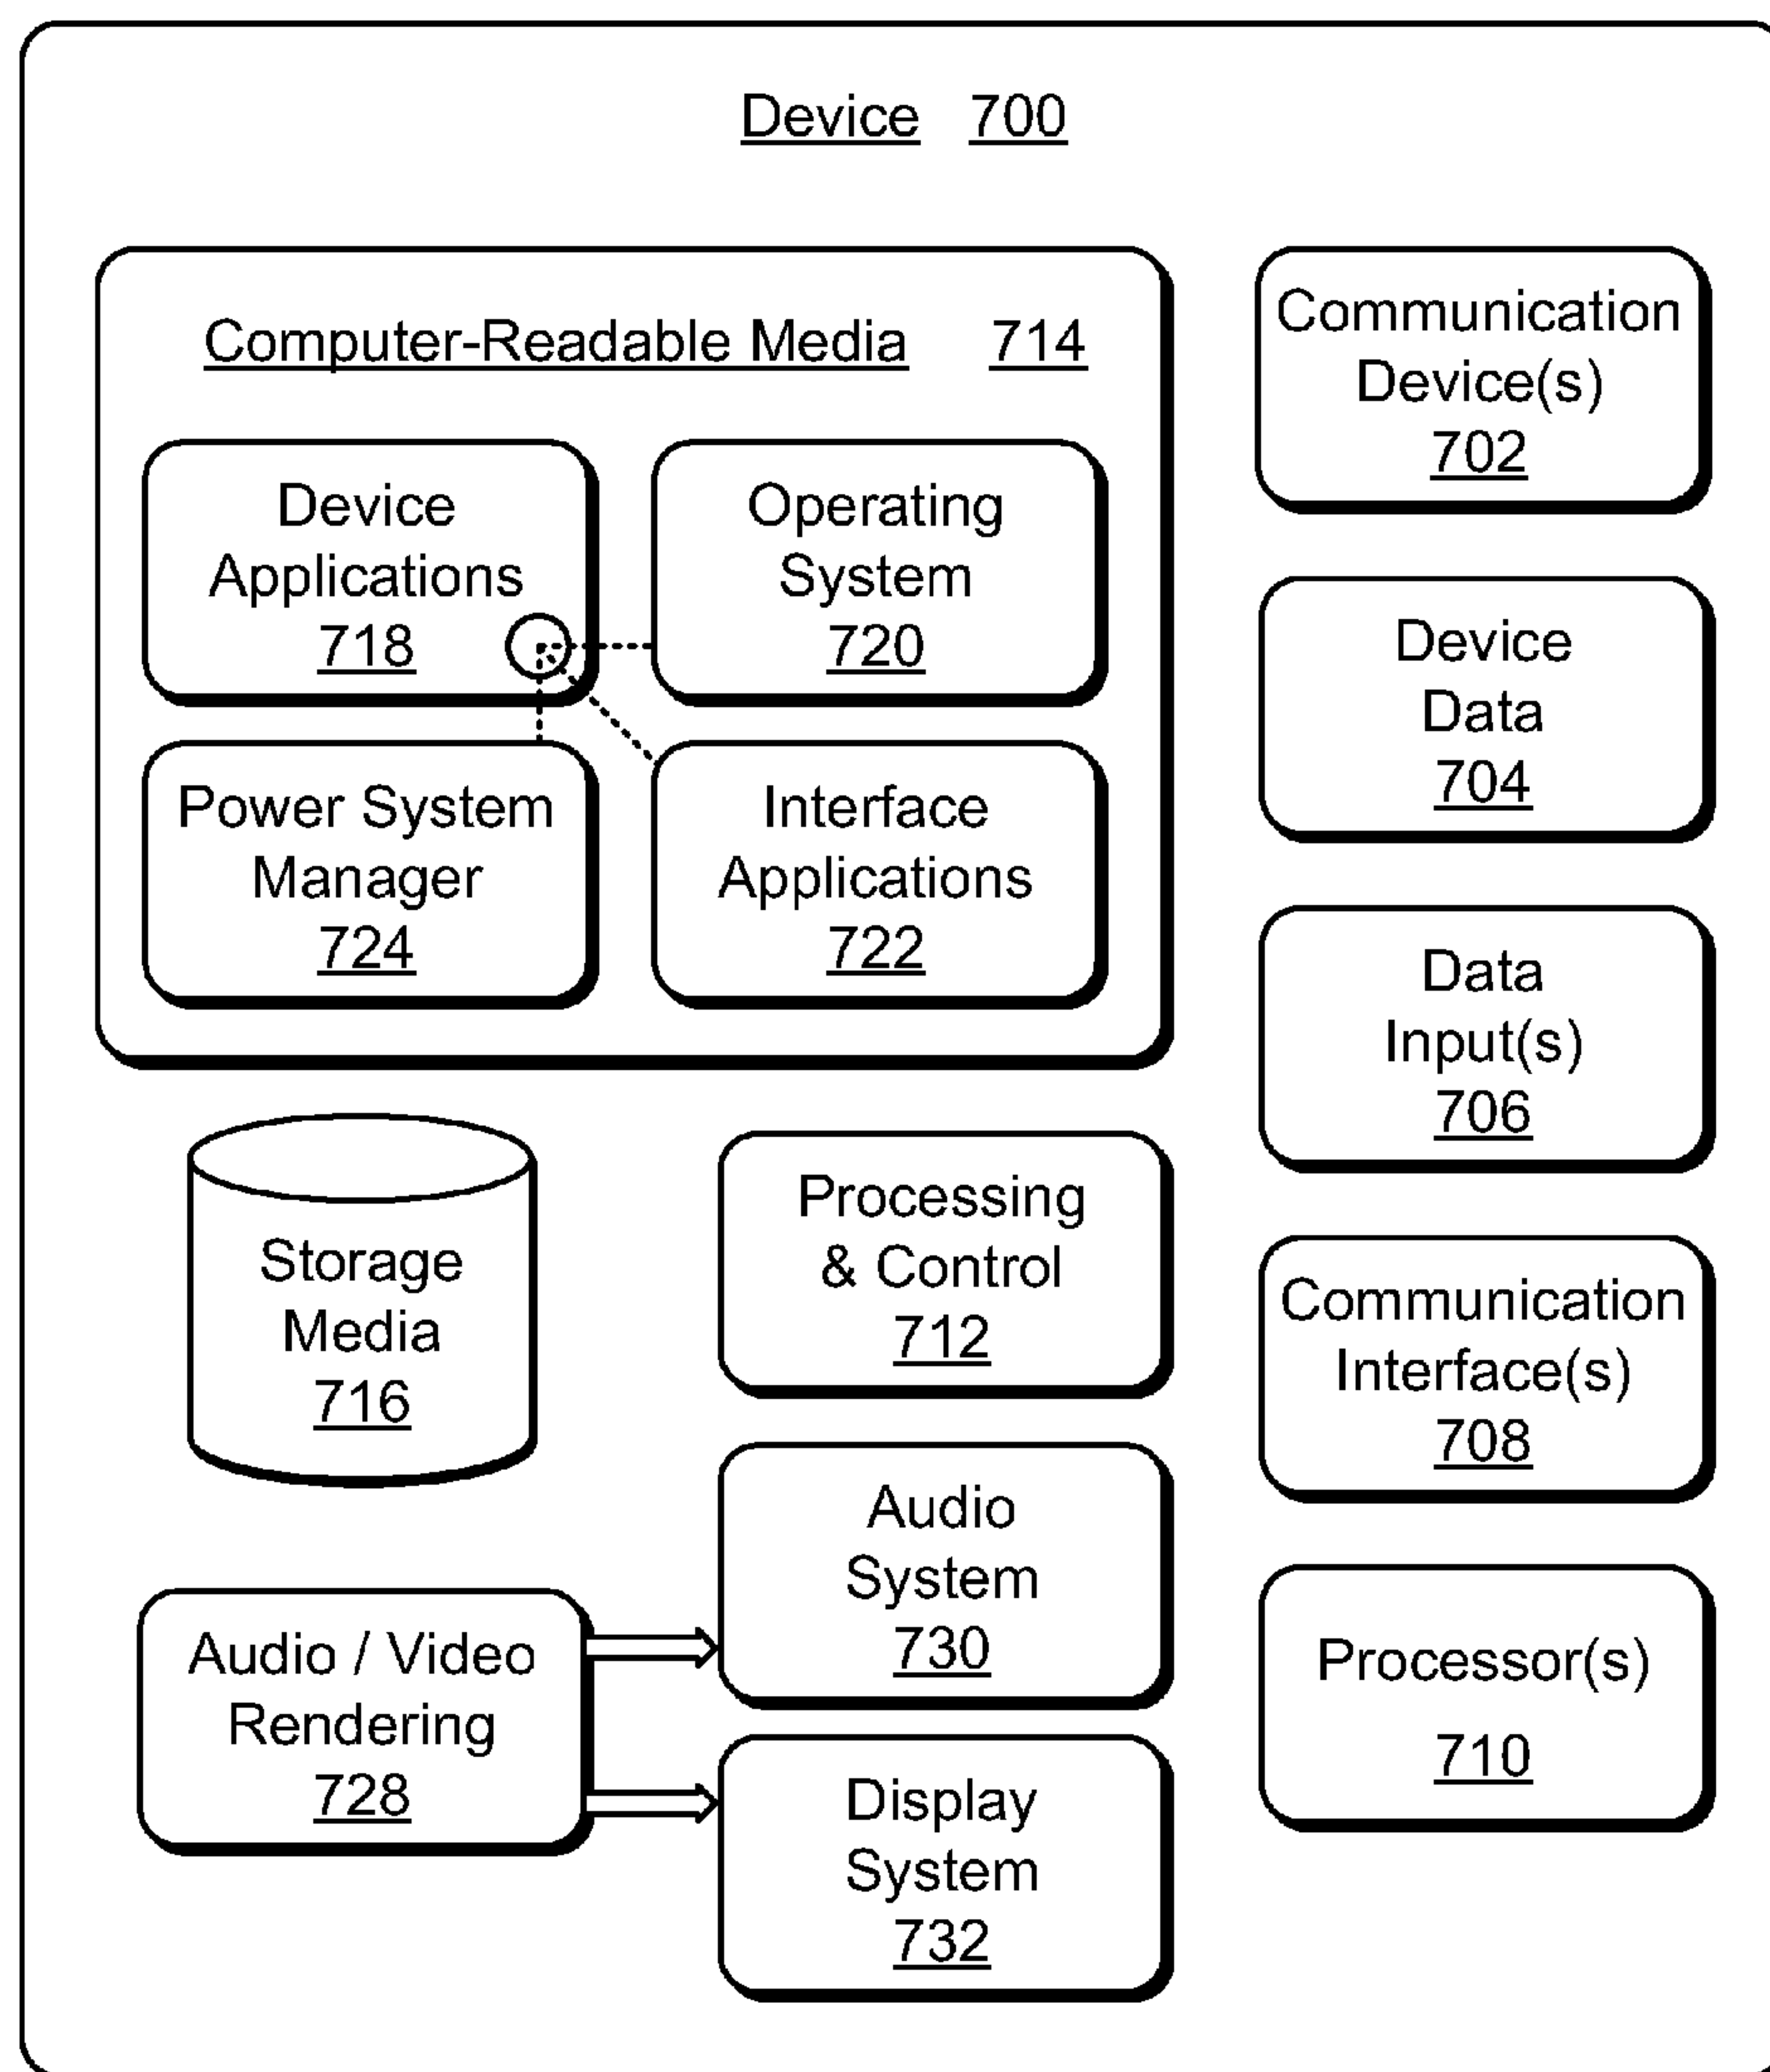 Device 700
Computer-Readable Media 714
Device
Applications
718
Operating
System
720
Power System
Manager
724
Interface
Applications
722
Storage
Media
716
Processing
& Control
712
Audio / Video
Rendering
728
Audio
System
730
Display
System
732
Communication
Device(s)
702
Device
Data
704
Data
Input(s)
706
Communication
Interface(s)
708
Processor(s)
710